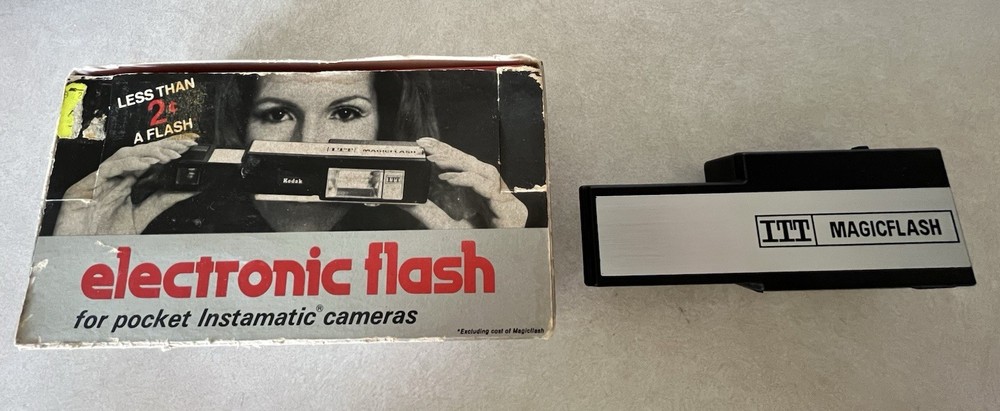 LESS THAN
2¢
A FLASH
ITT MAGICFLASH
Kodak
ITT
electronic flash
for pocket Instamatic® cameras
*Excluding cost of Magicflash
ITT MAGICFLASH